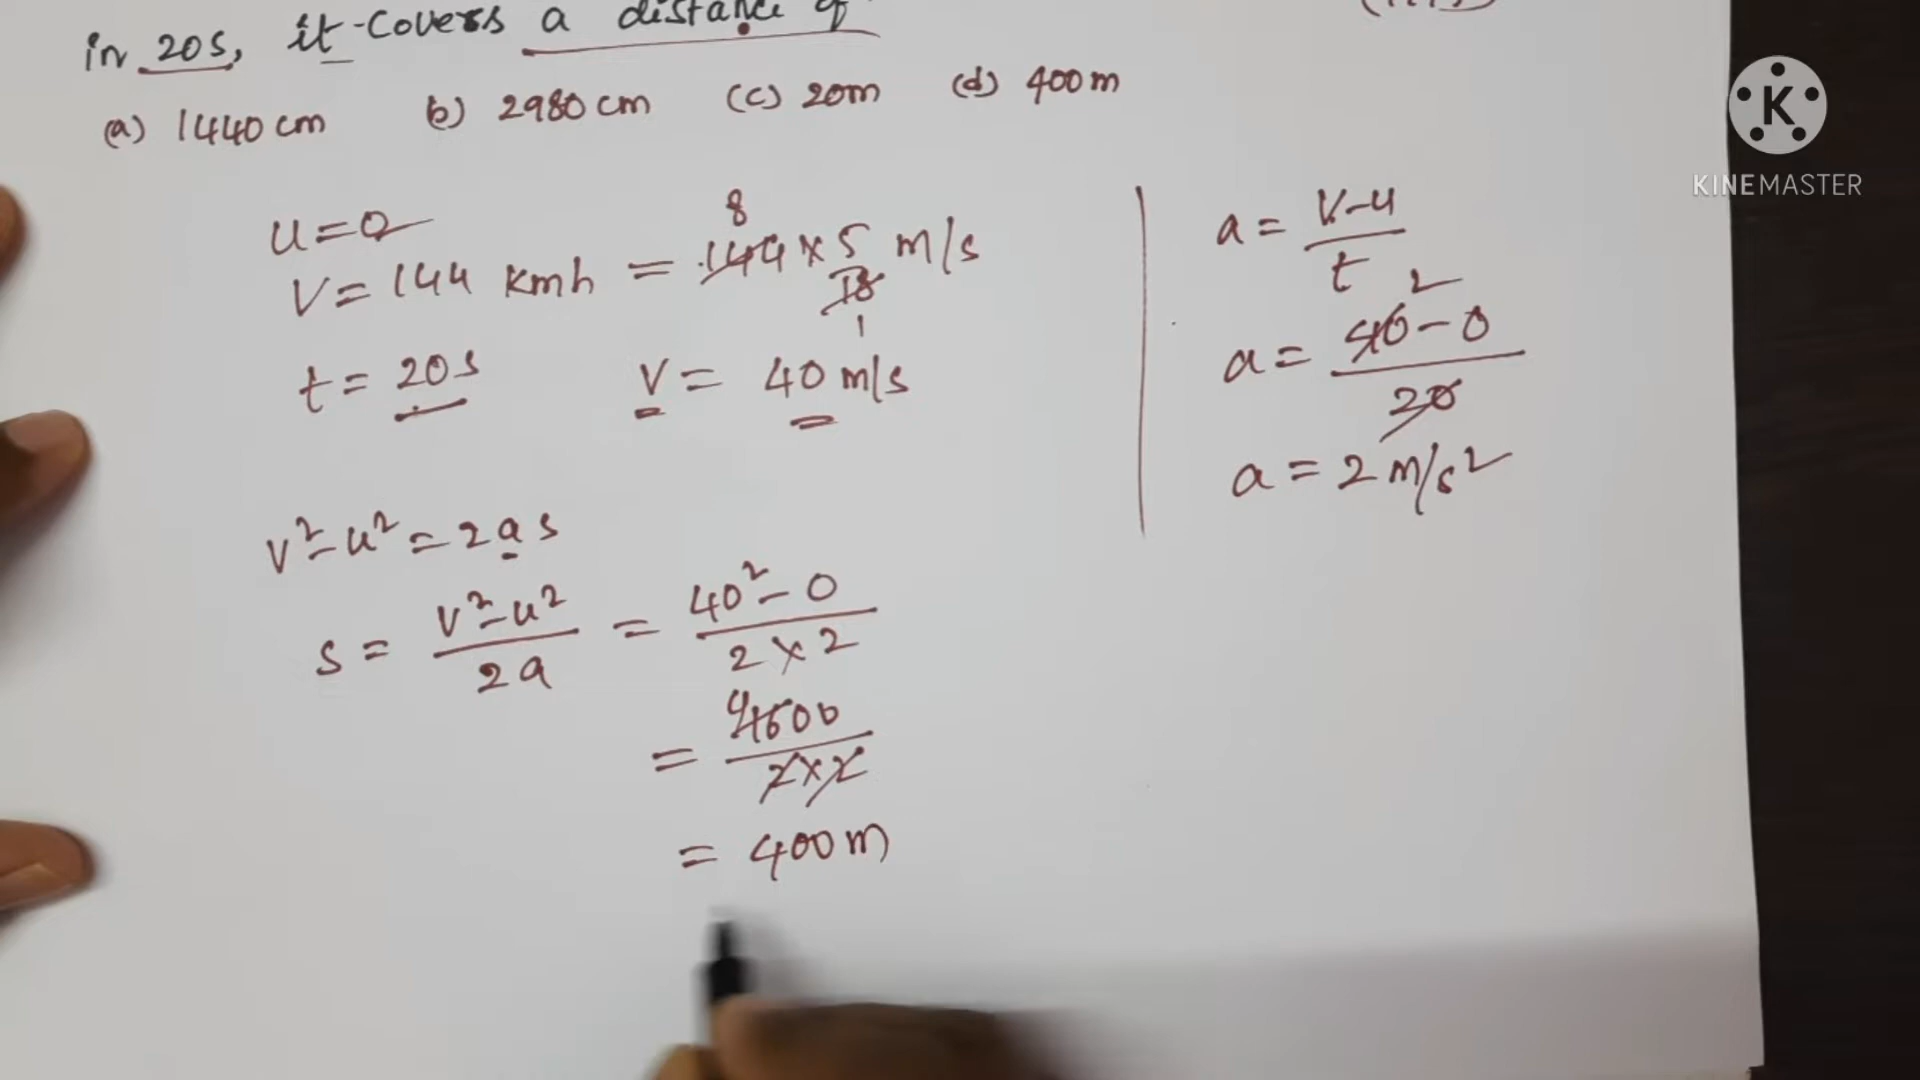 in 20s, it covers a distance of
(a) 1440 cm b) 2980 cm (c) 20m (d) 400 m
K
KINEMASTER
u = 0
V = 144 kmh = 144 × 5 m/s
8
18
1
t = 20s V = 40 m/s
a = V-u
t
2
a = 40 - 0
20
a = 2 m/s²
v² - u² = 2as
s = v² - u² = 40² - 0
2a 2 × 2
4
= 1600
2×2
= 400 m